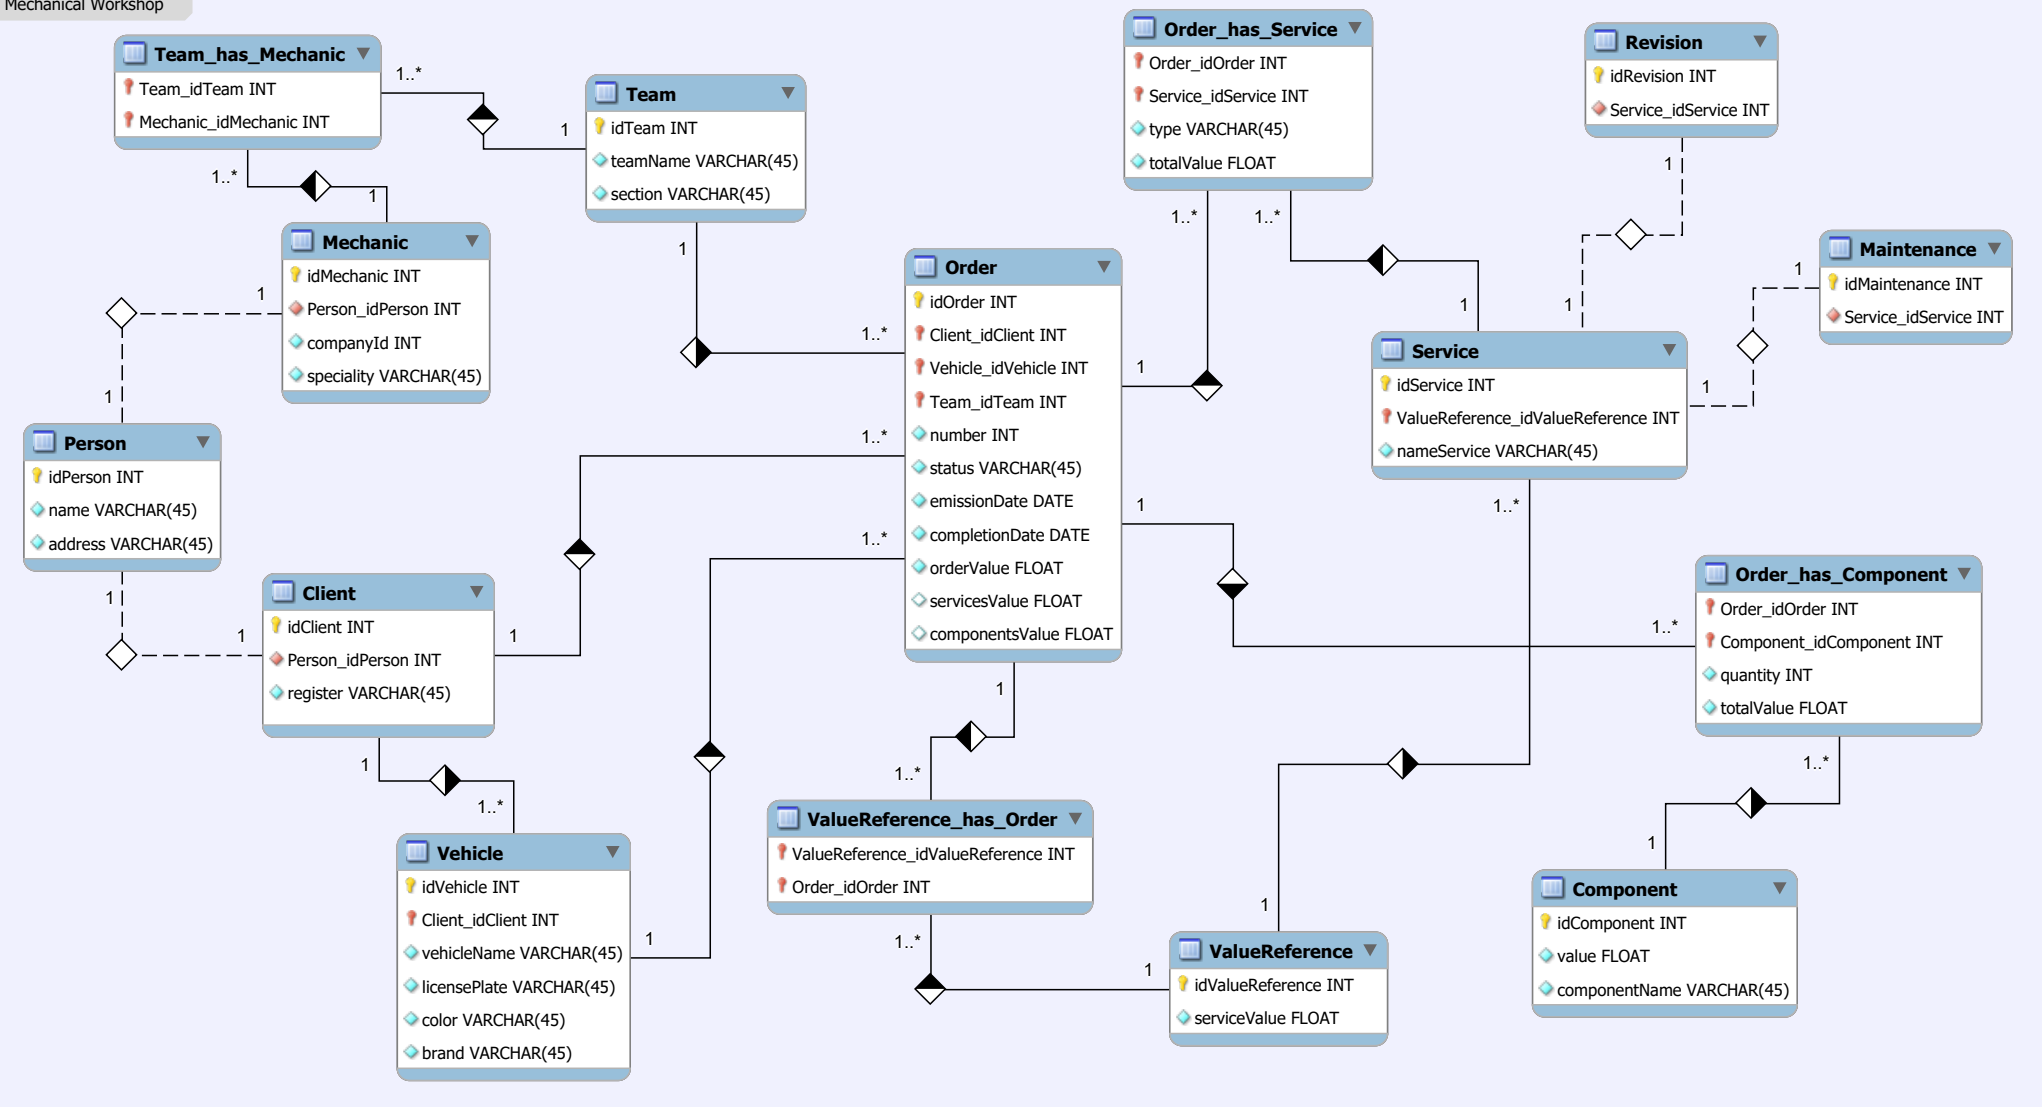 Mechanical Workshop
Team_has_Mechanic
Team_idTeam INT
Mechanic_idMechanic INT
1..*
1
1..*
1
Team
idTeam INT
teamName VARCHAR(45)
section VARCHAR(45)
1
Mechanic
idMechanic INT
Person_idPerson INT
companyId INT
speciality VARCHAR(45)
1
1
Person
idPerson INT
name VARCHAR(45)
address VARCHAR(45)
1
1
Client
idClient INT
Person_idPerson INT
register VARCHAR(45)
1
1
1..*
Vehicle
idVehicle INT
Client_idClient INT
vehicleName VARCHAR(45)
licensePlate VARCHAR(45)
color VARCHAR(45)
brand VARCHAR(45)
1
Order
idOrder INT
Client_idClient INT
Vehicle_idVehicle INT
Team_idTeam INT
number INT
status VARCHAR(45)
emissionDate DATE
completionDate DATE
orderValue FLOAT
servicesValue FLOAT
componentsValue FLOAT
1..*
1..*
1..*
1
1
1
1..*
ValueReference_has_Order
ValueReference_idValueReference INT
Order_idOrder INT
1..*
1
ValueReference
idValueReference INT
serviceValue FLOAT
1
Order_has_Service
Order_idOrder INT
Service_idService INT
type VARCHAR(45)
totalValue FLOAT
1..*
1..*
1
Revision
idRevision INT
Service_idService INT
1
1
Maintenance
idMaintenance INT
Service_idService INT
1
1
Service
idService INT
ValueReference_idValueReference INT
nameService VARCHAR(45)
1..*
Order_has_Component
Order_idOrder INT
Component_idComponent INT
quantity INT
totalValue FLOAT
1..*
1..*
1
Component
idComponent INT
value FLOAT
componentName VARCHAR(45)